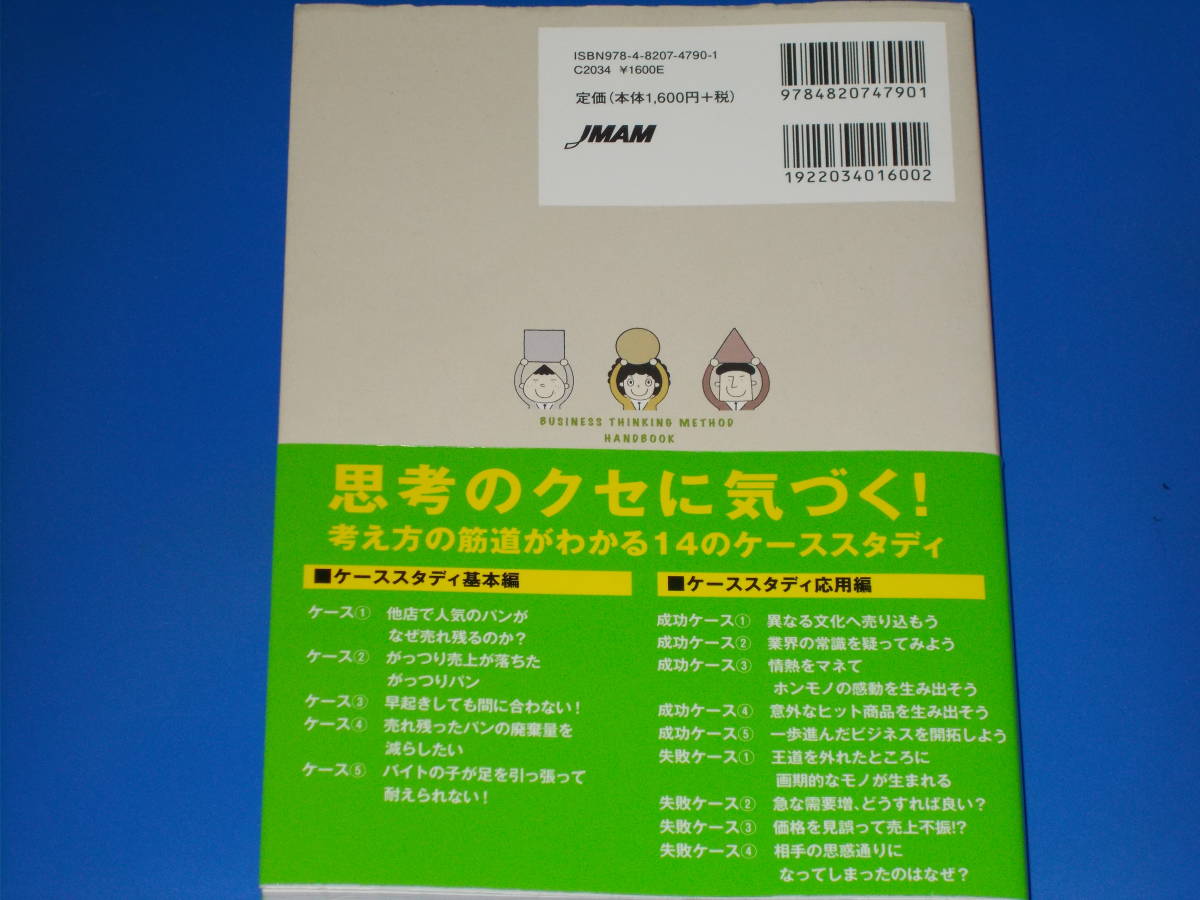 ISBN978-4-8207-4790-1
C2034 ¥1600E
定価(本体1,600円+税)
JMAM
9784820747901
1922034016002
BUSINESS THINKING METHOD
HANDBOOK
思考のクセに気づく!
考え方の筋道がわかる14のケーススタディ
■ケーススタディ基本編
ケース① 他店で人気のパンが
なぜ売れ残るのか?
ケース② がっつり売上が落ちた
がっつりパン
ケース③ 早起きしても間に合わない!
ケース④ 売れ残ったパンの廃棄量を
減らしたい
ケース⑤ バイトの子が足を引っ張って
耐えられない!
■ケーススタディ応用編
成功ケース① 異なる文化へ売り込もう
成功ケース② 業界の常識を疑ってみよう
成功ケース③ 情熱をマネて
ホンモノの感動を生み出そう
成功ケース④ 意外なヒット商品を生み出そう
成功ケース⑤ 一歩進んだビジネスを開拓しよう
失敗ケース① 王道を外れたところに
画期的なモノが生まれる
失敗ケース② 急な需要増、どうすれば良い?
失敗ケース③ 価格を見誤って売上不振!?
失敗ケース④ 相手の思惑通りに
なってしまったのはなぜ?